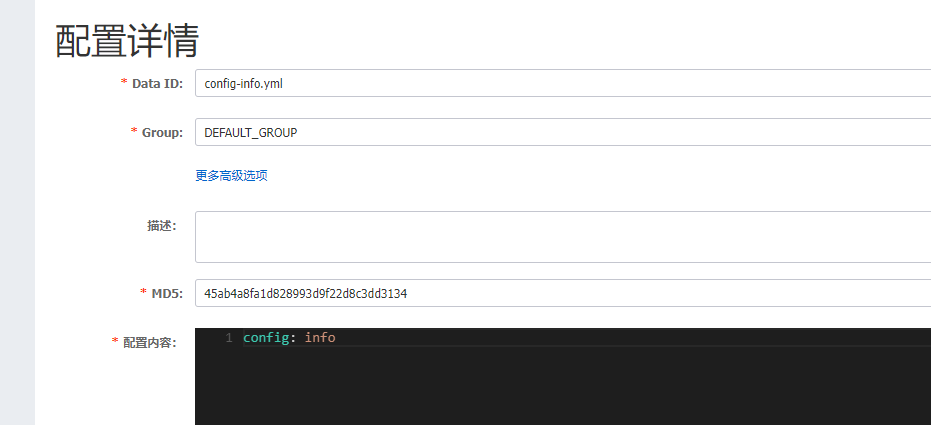 配置详情
* Data ID: config-info.yml
* Group: DEFAULT_GROUP
更多高级选项
描述:
* MD5: 45ab4a8fa1d828993d9f22d8c3dd3134
* 配置内容: 1 config: info